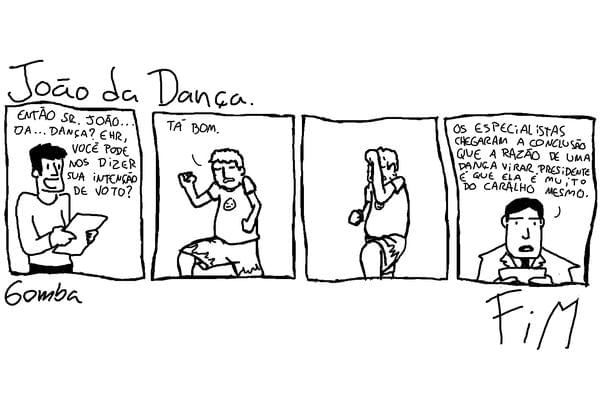 João da Dança.
ENTÃO SR. JOÃO...
DA... DANÇA? EHR,
VOCÊ PODE
NOS DIZER
SUA INTENÇÃO
DE VOTO?
TÁ BOM.
OS ESPECIALISTAS
CHEGARAM A CONCLUSÃO
QUE A RAZÃO DE UMA
DANÇA VIRAR PRESIDENTE
É QUE ELA É MUITO
DO CARALHO MESMO.
Gomba
FiM